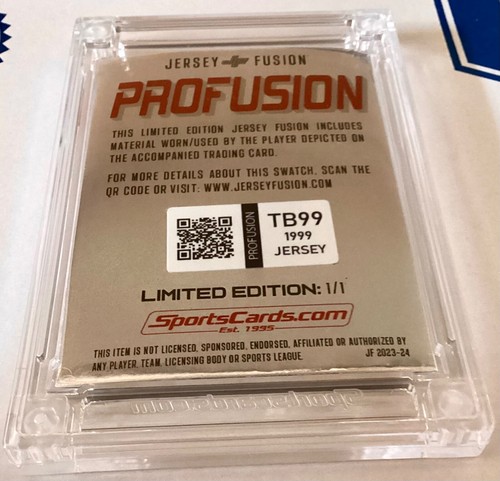 JERSEY FUSION
PROFUSION
THIS LIMITED EDITION JERSEY FUSION INCLUDES
MATERIAL WORN/USED BY THE PLAYER DEPICTED ON
THE ACCOMPANIED TRADING CARD.
FOR MORE DETAILS ABOUT THIS SWATCH, SCAN THE
QR CODE OR VISIT: WWW.JERSEYFUSION.COM
PROFUSION
TB99
1999
JERSEY
LIMITED EDITION: 1/1
SportsCards.com
Est. 1995
THIS ITEM IS NOT LICENSED, SPONSORED, ENDORSED, AFFILIATED OR AUTHORIZED BY
ANY PLAYER, TEAM, LICENSING BODY OR SPORTS LEAGUE.
JF 2023-24